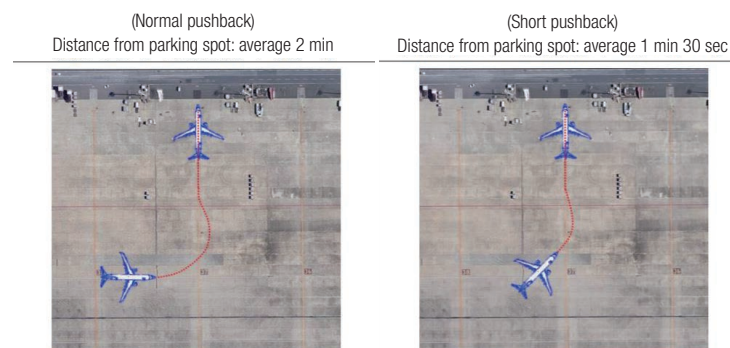 (Normal pushback)
Distance from parking spot: average 2 min
(Short pushback)
Distance from parking spot: average 1 min 30 sec